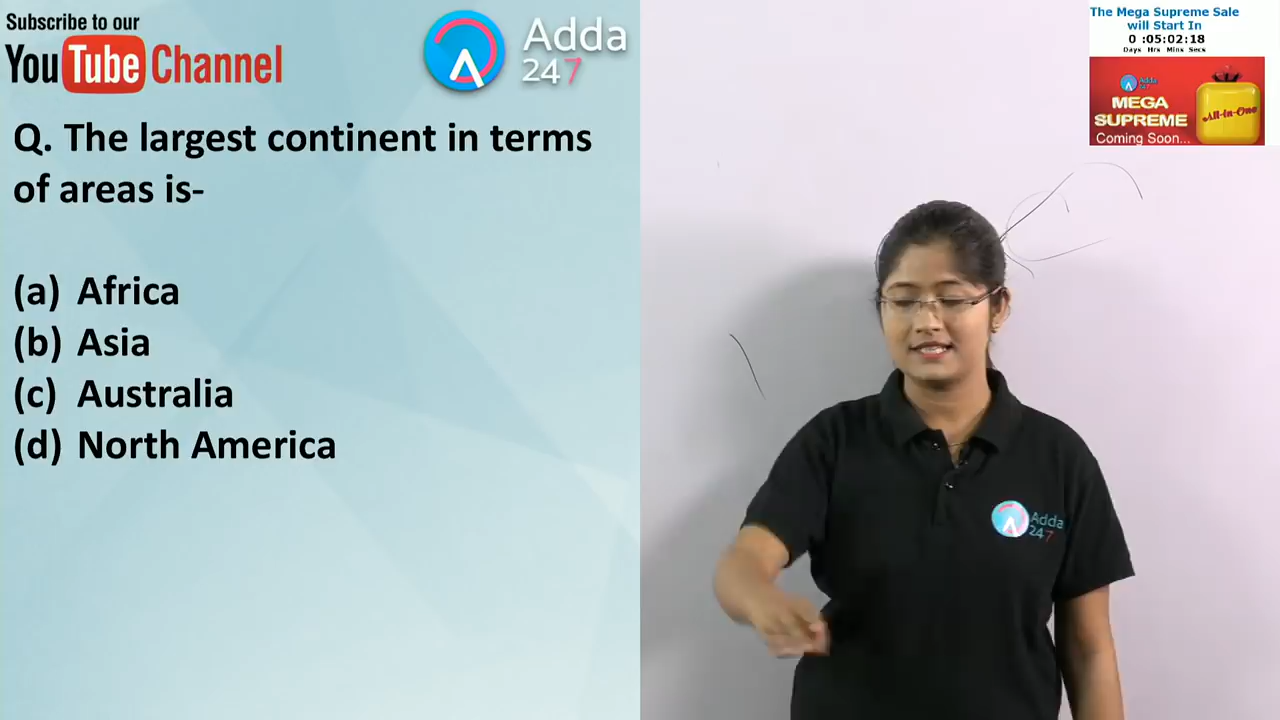 Subscribe to our
YouTube Channel
Adda
247
Q. The largest continent in terms
of areas is-
(a) Africa
(b) Asia
(c) Australia
(d) North America
The Mega Supreme Sale
will Start In
0 :05:02:18
Days Hrs Mins Secs
Adda
247
MEGA
SUPREME
Coming Soon...
All-in-One
Adda
247